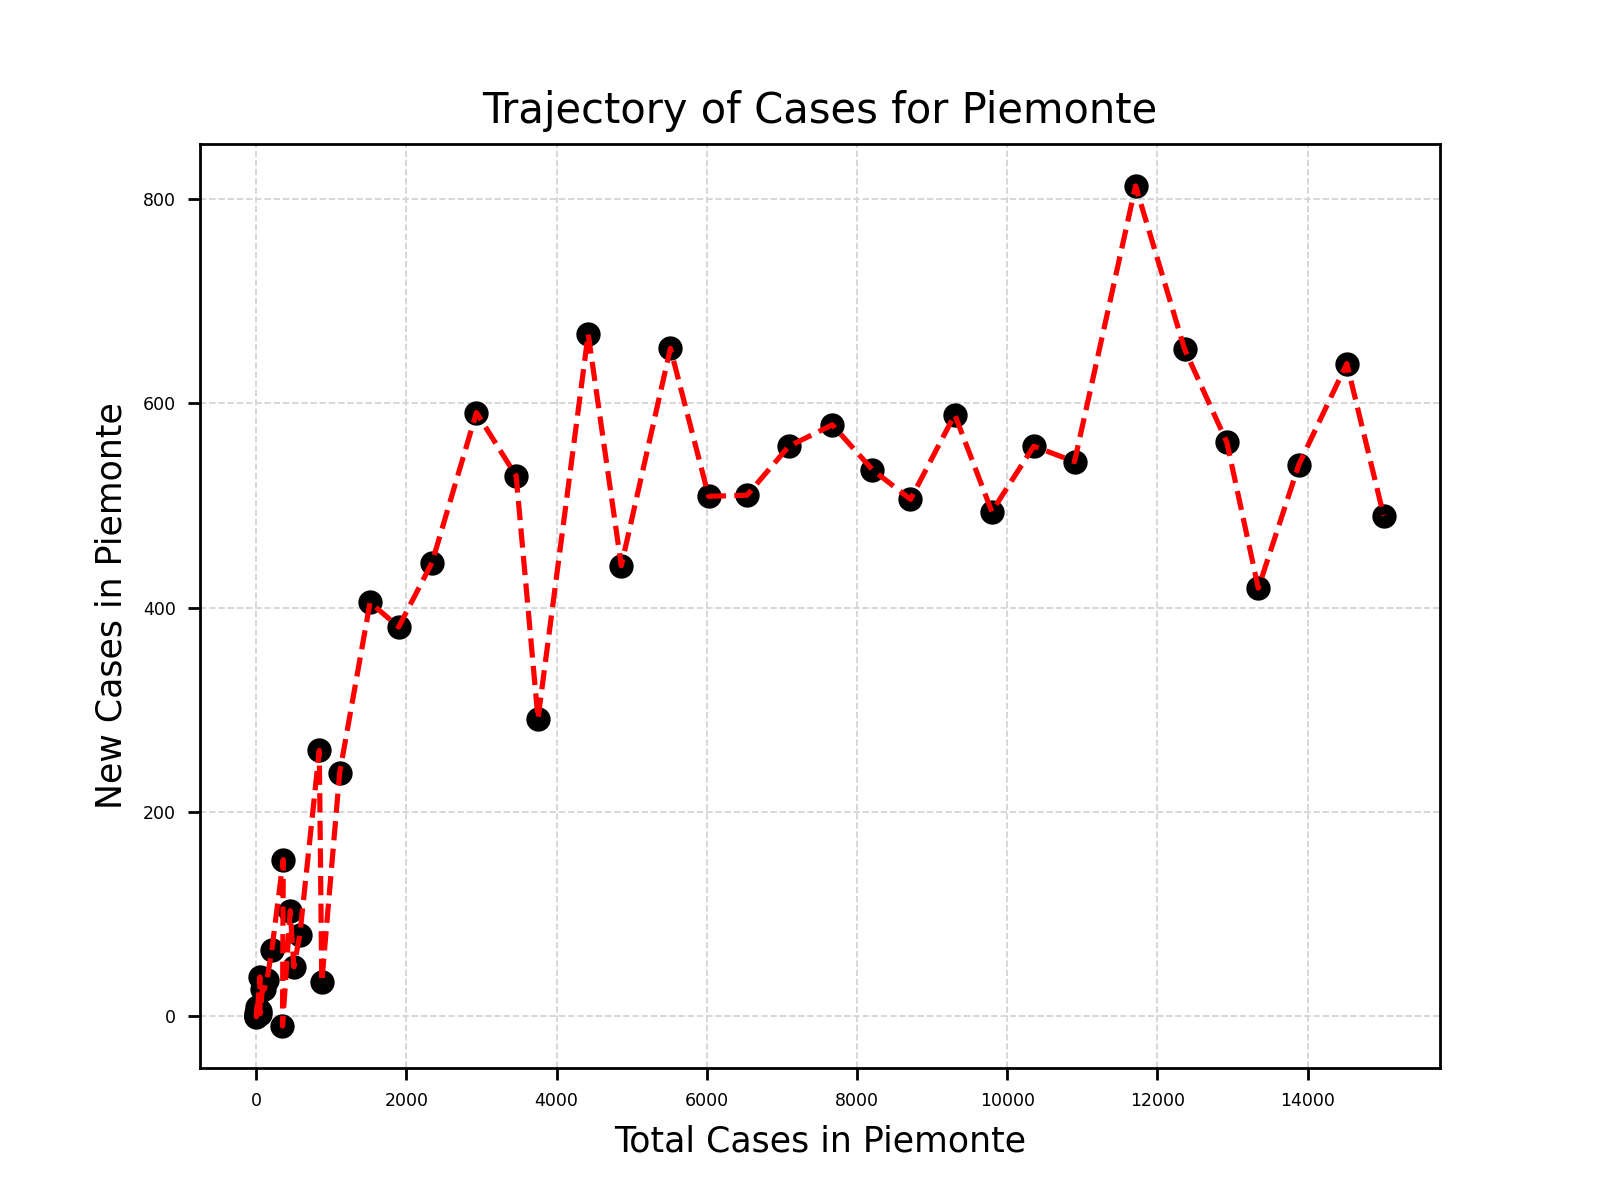 Trajectory of Cases for Piemonte
New Cases in Piemonte
800
600
400
200
0
0 2000 4000 6000 8000 10000 12000 14000
Total Cases in Piemonte